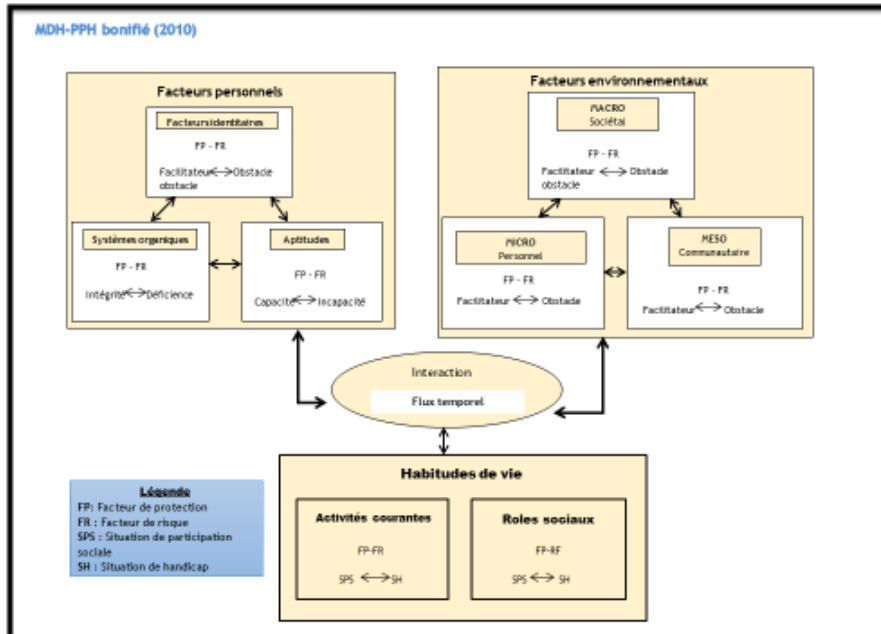 MDH-PPH bonifié (2010)
Facteurs personnels
Facteurs identitaires
FP - FR
Facilitateur Obstacle
obstacle
Systèmes organiques
FP - FR
Intégrité Déficience
Aptitudes
FP - FR
Capacité Incapacité
Facteurs environnementaux
MACRO
Sociétal
FP - FR
Facilitateur Obstacle
obstacle
MICRO
Personnel
FP - FR
Facilitateur Obstacle
MESO
Communautaire
FP - FR
Facilitateur Obstacle
Interaction
Flux temporel
Habitudes de vie
Activités courantes
FP-FR
SPS SH
Roles sociaux
FP-RF
SPS SH
Légende
FP: Facteur de protection
FR : Facteur de risque
SPS : Situation de participation
sociale
SH : Situation de handicap